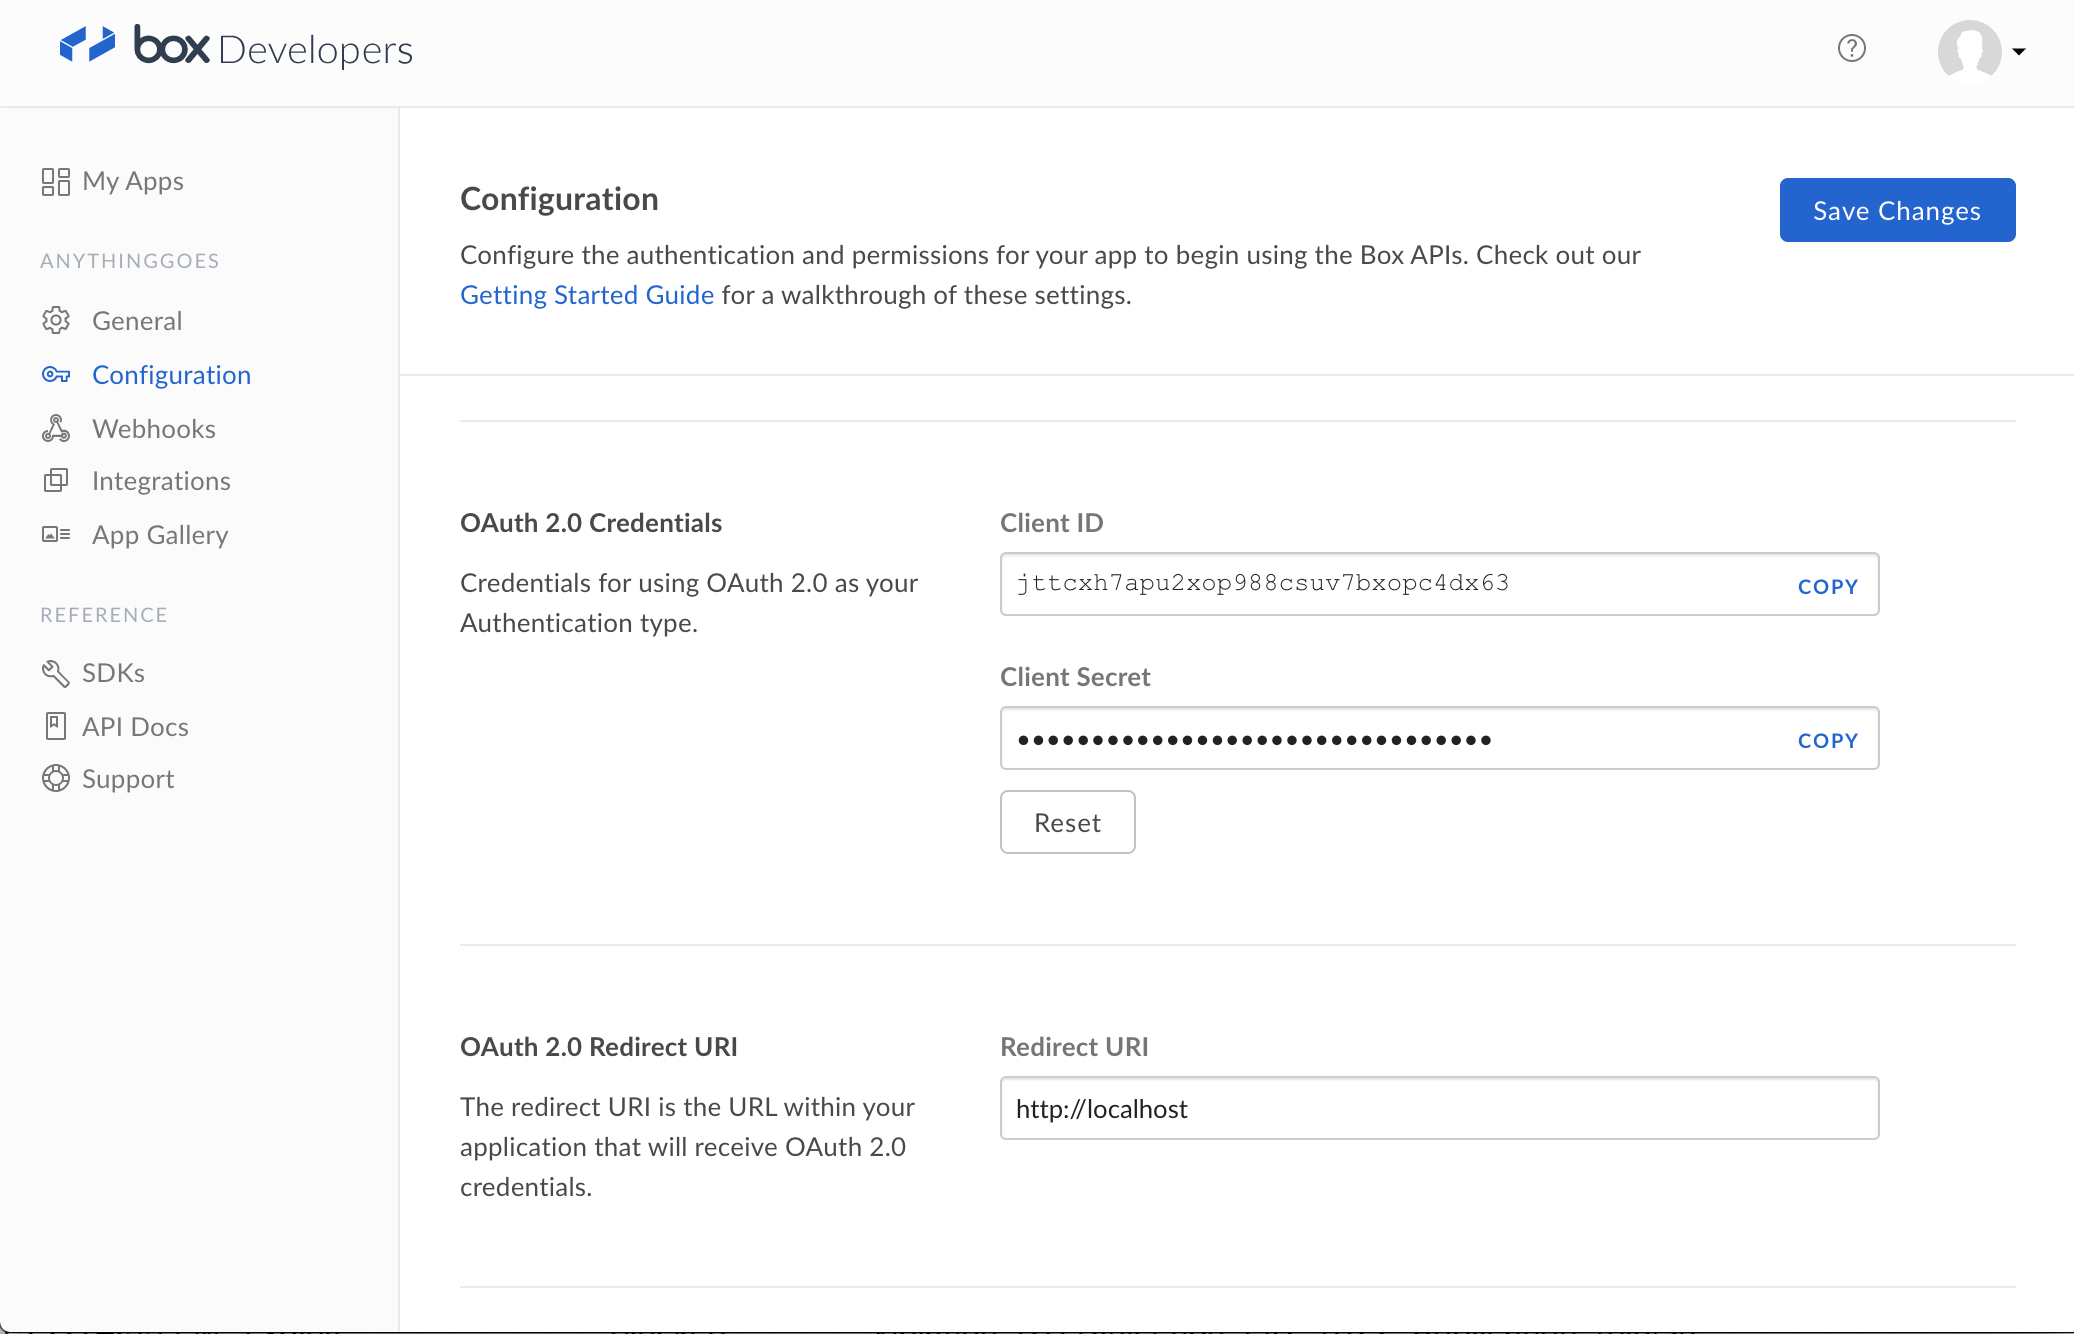 box Developers
My Apps
ANYTHINGGOES
General
Configuration
Webhooks
Integrations
App Gallery
REFERENCE
SDKs
API Docs
Support
Configuration
Save Changes
Configure the authentication and permissions for your app to begin using the Box APIs. Check out our
Getting Started Guide for a walkthrough of these settings.
OAuth 2.0 Credentials
Credentials for using OAuth 2.0 as your
Authentication type.
Client ID
jttcxh7apu2xop988csuv7bxopc4dx63
COPY
Client Secret
••••••••••••••••••••••••••••••••
COPY
Reset
OAuth 2.0 Redirect URI
The redirect URI is the URL within your
application that will receive OAuth 2.0
credentials.
Redirect URI
http://localhost